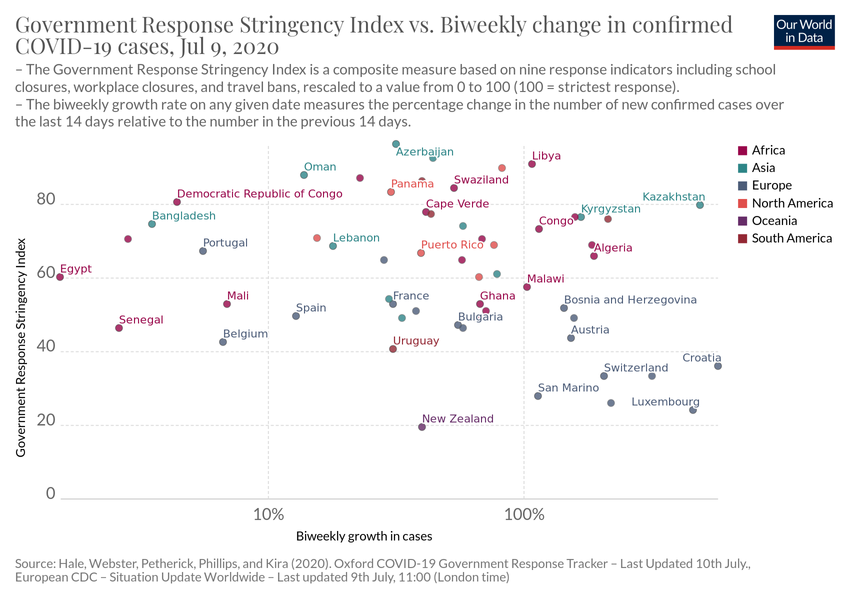 Government Response Stringency Index vs. Biweekly change in confirmed
COVID-19 cases, Jul 9, 2020
Our World
in Data
– The Government Response Stringency Index is a composite measure based on nine response indicators including school
closures, workplace closures, and travel bans, rescaled to a value from 0 to 100 (100 = strictest response).
– The biweekly growth rate on any given date measures the percentage change in the number of new confirmed cases over
the last 14 days relative to the number in the previous 14 days.
Africa
Asia
Europe
North America
Oceania
South America
Government Response Stringency Index
80
60
40
20
0
Azerbaijan
Libya
Oman
Panama
Swaziland
Democratic Republic of Congo
Kazakhstan
Cape Verde
Kyrgyzstan
Bangladesh
Congo
Lebanon
Portugal
Puerto Rico
Algeria
Egypt
Malawi
Mali
France
Ghana
Bosnia and Herzegovina
Spain
Senegal
Bulgaria
Belgium
Austria
Uruguay
Croatia
Switzerland
San Marino
Luxembourg
New Zealand
10%
100%
Biweekly growth in cases
Source: Hale, Webster, Petherick, Phillips, and Kira (2020). Oxford COVID-19 Government Response Tracker – Last Updated 10th July.,
European CDC – Situation Update Worldwide – Last updated 9th July, 11:00 (London time)